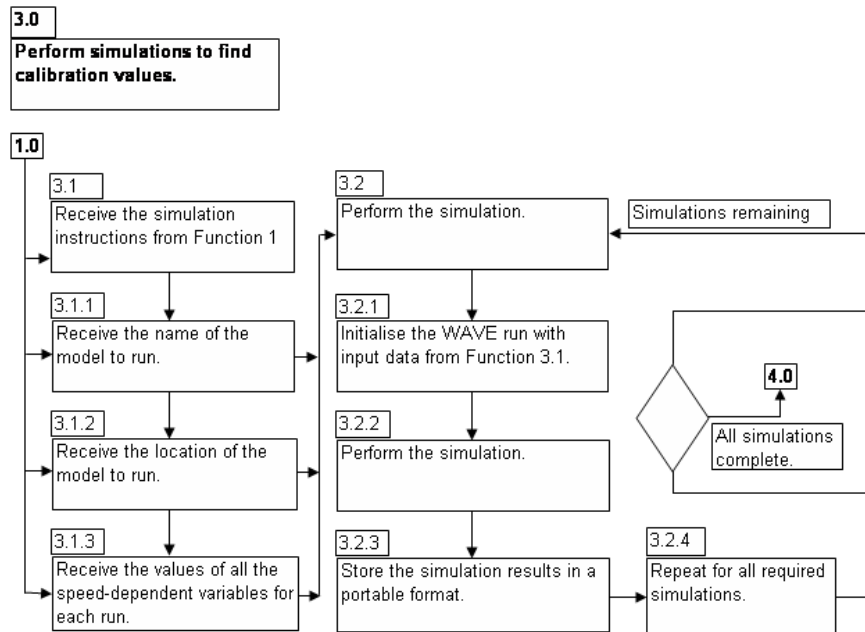 3.0
Perform simulations to find
calibration values.
1.0
3.1
Receive the simulation
instructions from Function 1
3.1.1
Receive the name of the
model to run.
3.1.2
Receive the location of the
model to run.
3.1.3
Receive the values of all the
speed-dependent variables for
each run.
3.2
Perform the simulation.
3.2.1
Initialise the WAVE run with
input data from Function 3.1.
3.2.2
Perform the simulation.
3.2.3
Store the simulation results in a
portable format.
3.2.4
Repeat for all required
simulations.
Simulations remaining
4.0
All simulations
complete.